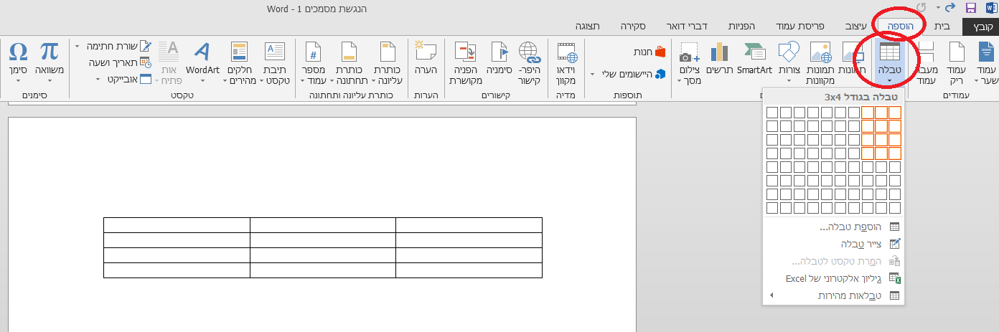 הנגשת מסמכים 1 - Word
קובץ
בית
הוספה
עיצוב
פריסת עמוד
הפניות
דברי דואר
סקירה
תצוגה
עמוד שער
עמוד ריק
מעבר עמוד
עמודים
טבלה
תמונות
תמונות מקוונות
צורות
SmartArt
תרשים
צילום מסך
חנות
היישומים שלי
תוספות
וידאו מקוון
מדיה
היפר-קישור
סימניה
הפניה מקושרת
קישורים
הערה
הערות
כותרת עליונה
כותרת תחתונה
מספר עמוד
כותרת עליונה ותחתונה
תיבת טקסט
חלקים מהירים
WordArt
אות פתיח
שורת חתימה
תאריך ושעה
אובייקט
טקסט
משוואה
סימן
סימנים
טבלה בגודל 3x4
הוספת טבלה...
צייר טבלה
המרת טקסט לטבלה...
גיליון אלקטרוני של Excel
טבלאות מהירות